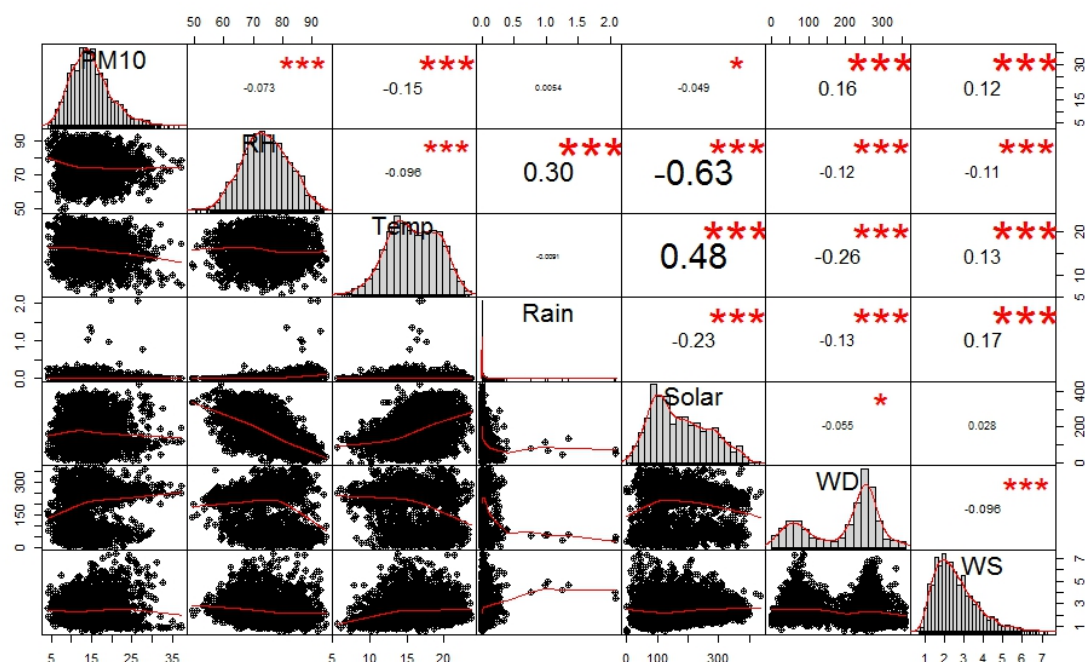 50 60 70 80 90 0.0 0.5 1.0 1.5 2.0 0 100 200 300
PM10 *** -0.073 *** -0.15 0.0054 * -0.049 *** 0.16 *** 0.12 5 15 30
50 70 90 RH *** -0.096 *** 0.30 *** -0.63 *** -0.12 *** -0.11
Temp -0.0091 *** 0.48 *** -0.26 *** 0.13 5 10 20
0.0 1.0 2.0 Rain *** -0.23 *** -0.13 *** 0.17
Solar * -0.055 0.028 0 200 400
0 150 300 WD *** -0.096
WS 1 3 5 7
5 15 25 35 5 10 15 20 0 100 300 1 2 3 4 5 6 7